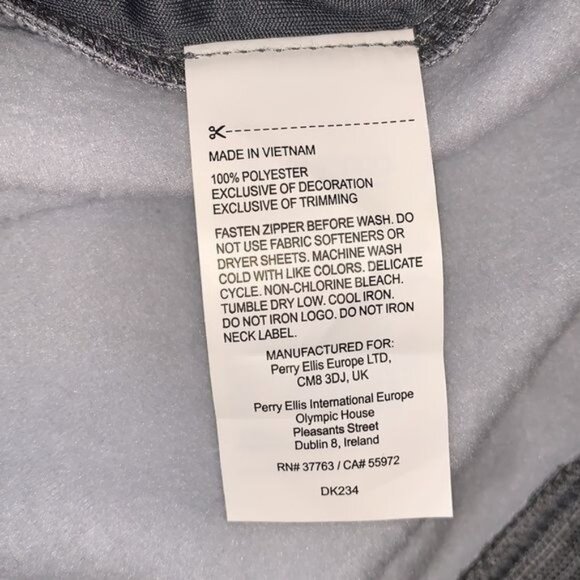 MADE IN VIETNAM
100% POLYESTER
EXCLUSIVE OF DECORATION
EXCLUSIVE OF TRIMMING
FASTEN ZIPPER BEFORE WASH. DO
NOT USE FABRIC SOFTENERS OR
DRYER SHEETS. MACHINE WASH
COLD WITH LIKE COLORS. DELICATE
CYCLE. NON-CHLORINE BLEACH.
TUMBLE DRY LOW. COOL IRON.
DO NOT IRON LOGO. DO NOT IRON
NECK LABEL.
MANUFACTURED FOR:
Perry Ellis Europe LTD,
CM8 3DJ, UK
Perry Ellis International Europe
Olympic House
Pleasants Street
Dublin 8, Ireland
RN# 37763 / CA# 55972
DK234